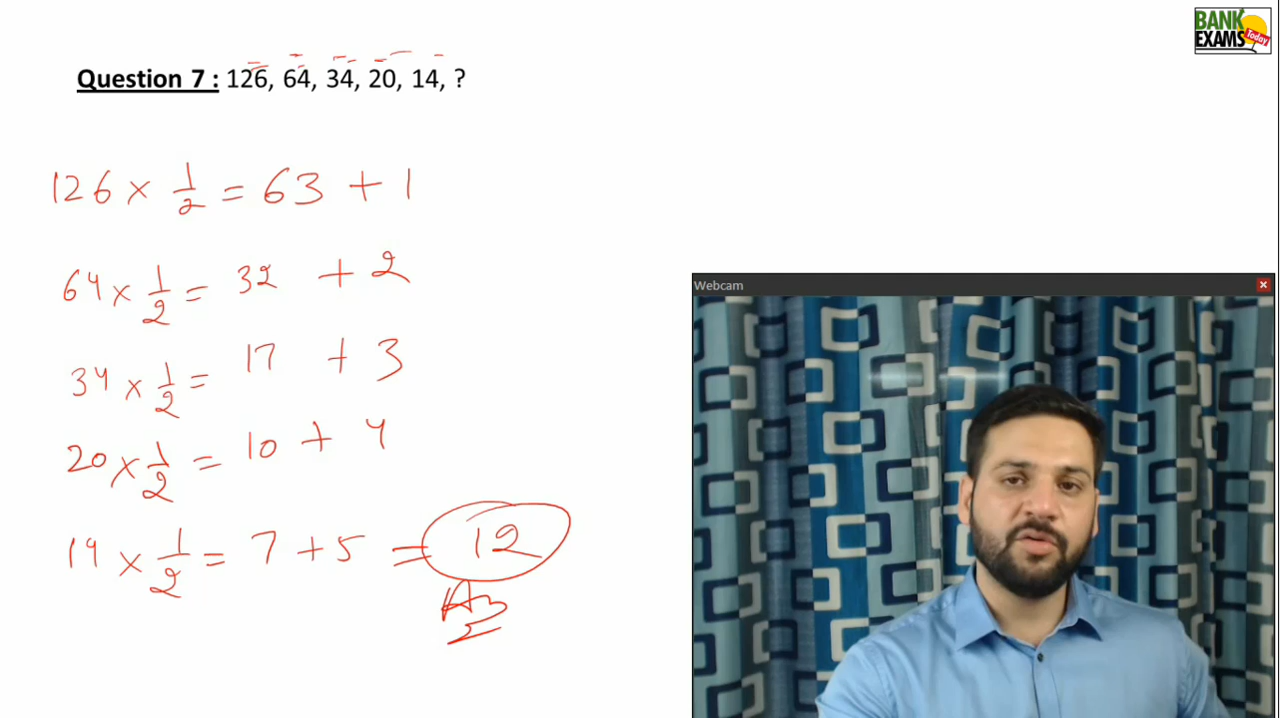 BANK
EXAMS
Today
Question 7 : 126, 64, 34, 20, 14, ?
126 × 1/2 = 63 + 1
64 × 1/2 = 32 + 2
34 × 1/2 = 17 + 3
20 × 1/2 = 10 + 4
14 × 1/2 = 7 + 5 = 12
Ans
Webcam